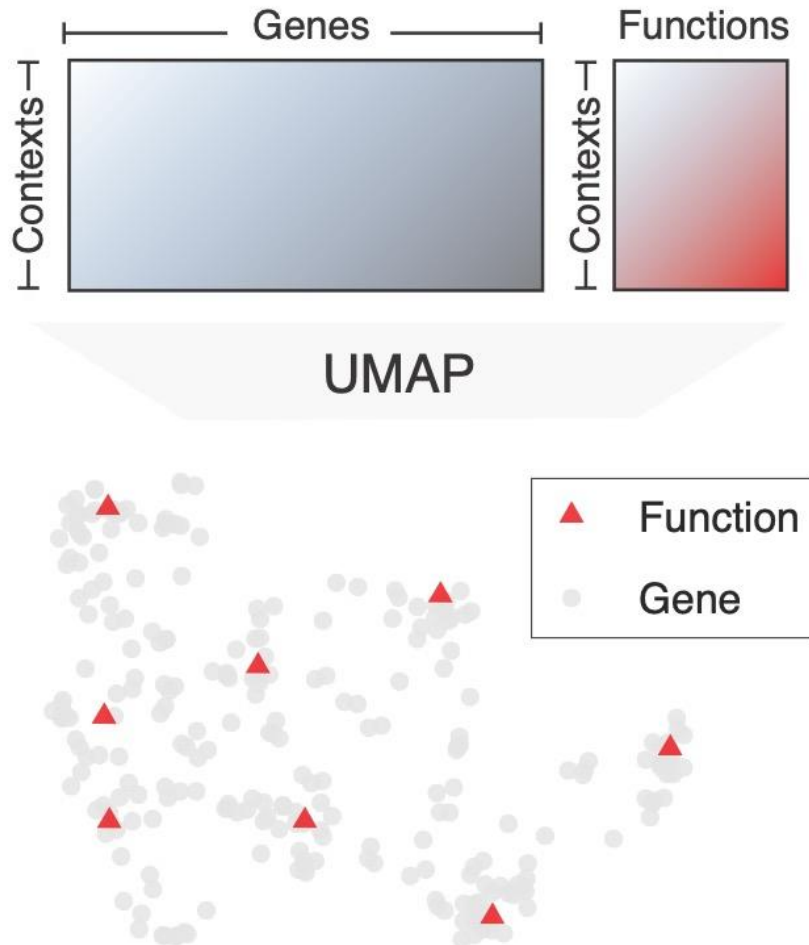 Genes
Functions
Contexts
Contexts
UMAP
Function
Gene